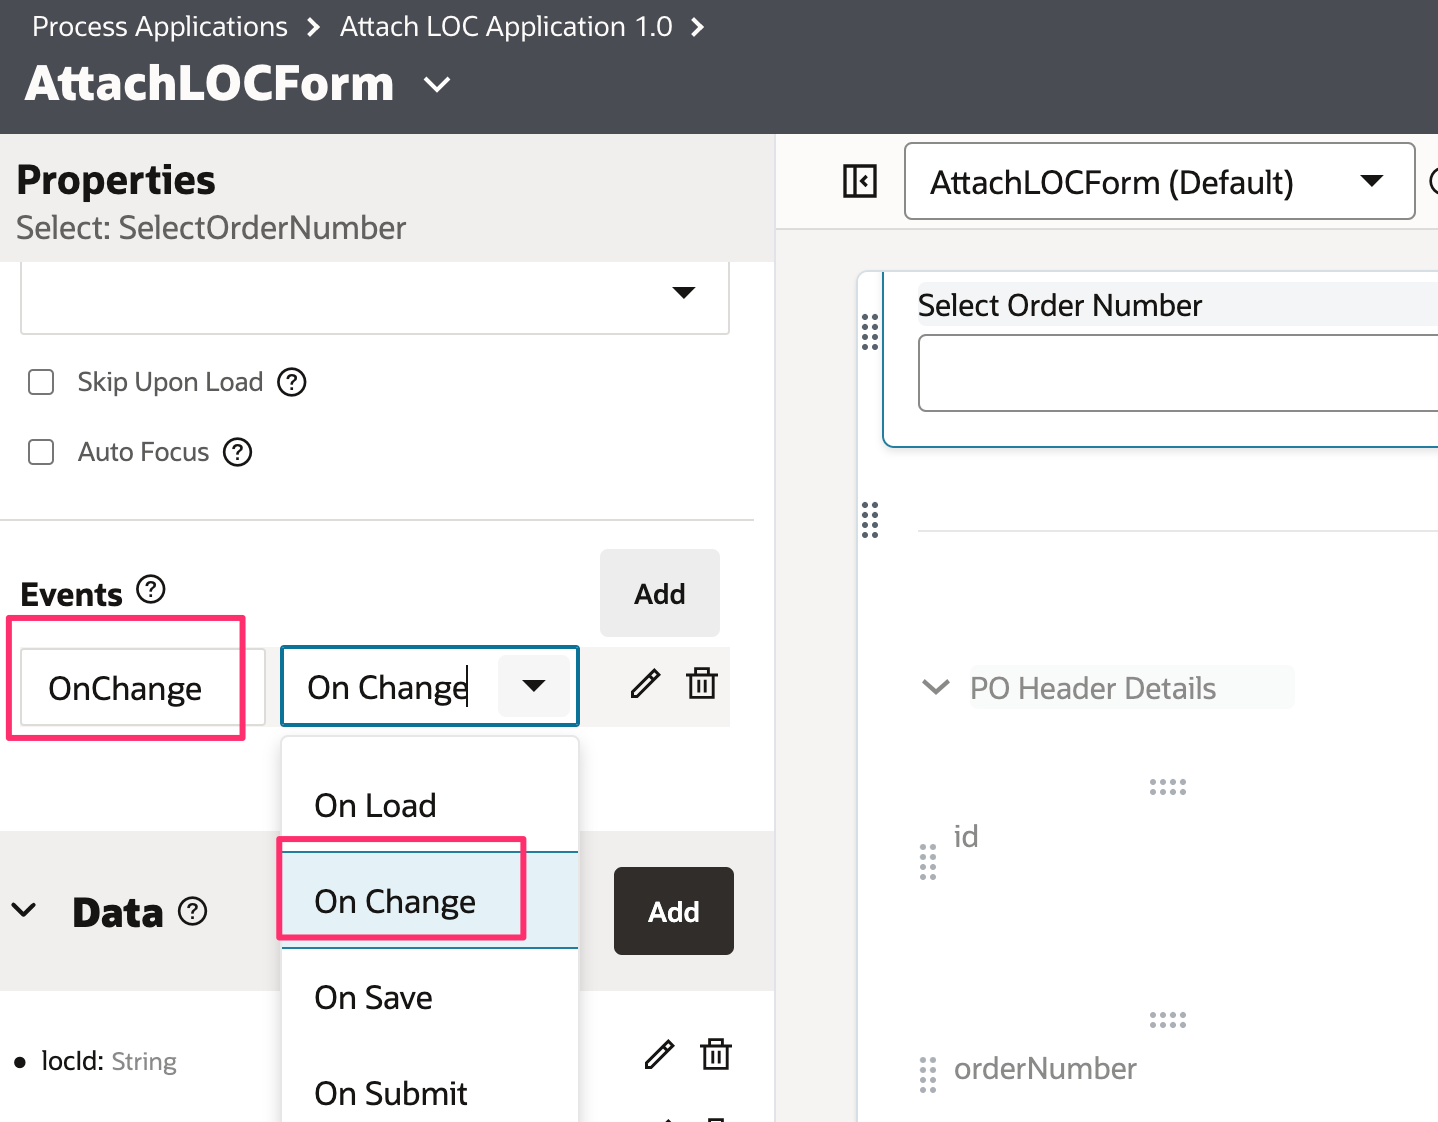 Process Applications > Attach LOC Application 1.0 >
AttachLOCForm
Properties
Select: SelectOrderNumber
Skip Upon Load ?
Auto Focus ?
Events ?
Add
OnChange
On Change
On Load
On Change
On Save
On Submit
Data ?
Add
locId: String
AttachLOCForm (Default)
Select Order Number
PO Header Details
id
orderNumber